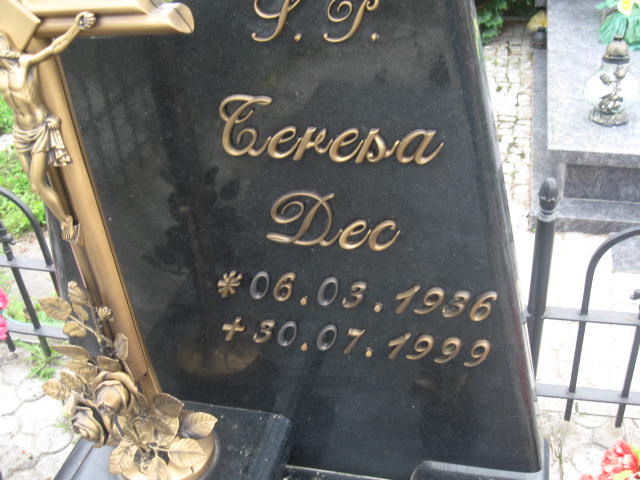 Ś. P.
Teresa
Dec
*06.03.1936
+30.07.1999